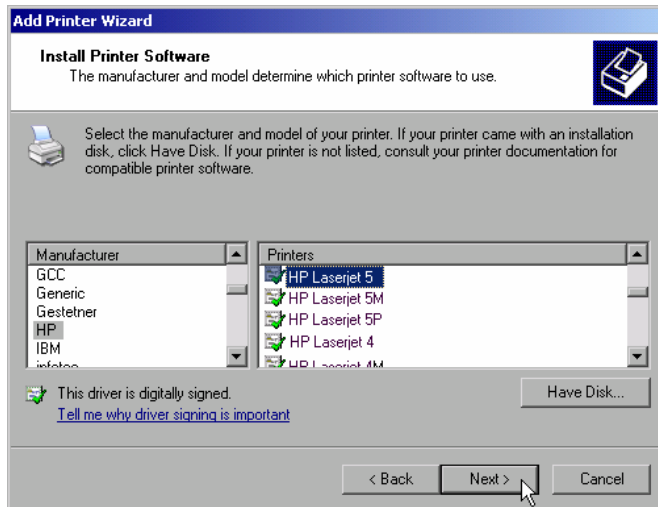 Add Printer Wizard
Install Printer Software
The manufacturer and model determine which printer software to use.
Select the manufacturer and model of your printer. If your printer came with an installation
disk, click Have Disk. If your printer is not listed, consult your printer documentation for
compatible printer software.
Manufacturer
GCC
Generic
Gestetner
HP
IBM
infotec
Printers
HP Laserjet 5
HP Laserjet 5M
HP Laserjet 5P
HP Laserjet 4
HP Laserjet 4M
This driver is digitally signed.
Tell me why driver signing is important
Have Disk...
< Back
Next >
Cancel